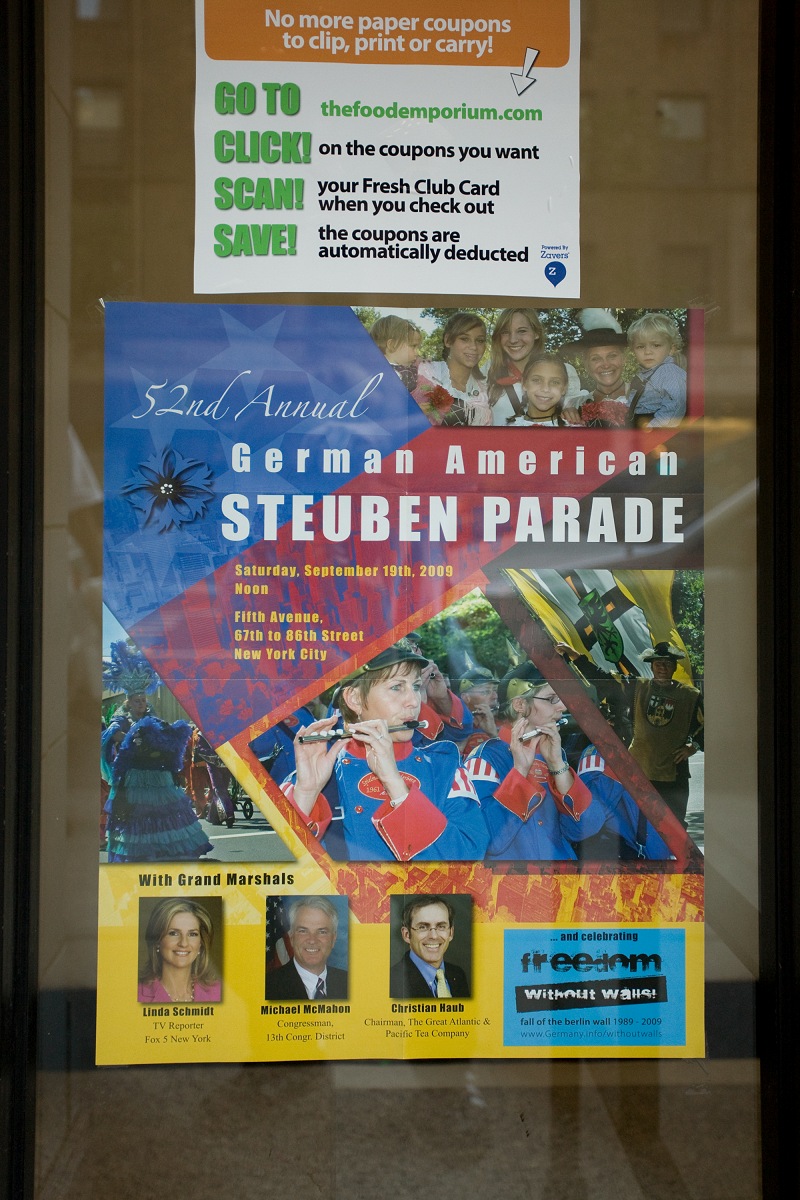 No more paper coupons
to clip, print or carry!
GO TO thefoodemporium.com
CLICK! on the coupons you want
SCAN! your Fresh Club Card
when you check out
SAVE! the coupons are
automatically deducted
Powered By
Zavers
Z
52nd Annual
German American
STEUBEN PARADE
Saturday, September 19th, 2009
Noon
Fifth Avenue,
67th to 86th Street
New York City
1961
With Grand Marshals
Linda Schmidt
TV Reporter
Fox 5 New York
Michael McMahon
Congressman,
13th Congr. District
Christian Haub
Chairman, The Great Atlantic &
Pacific Tea Company
... and celebrating
freedom
Without Walls!
fall of the berlin wall 1989 - 2009
www.Germany.info/withoutwalls